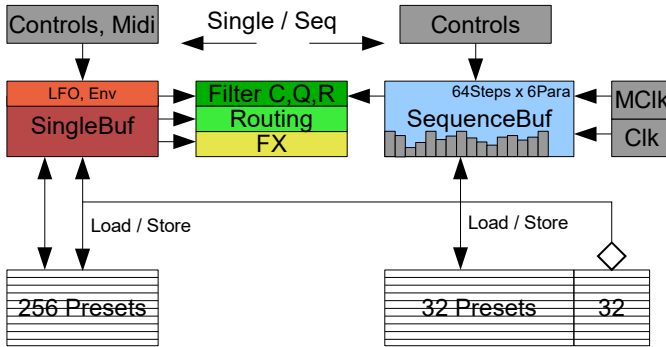 Controls, Midi
Single / Seq
Controls
LFO, Env
SingleBuf
Filter C,Q,R
Routing
FX
64Steps x 6Para
SequenceBuf
MClk
Clk
Load / Store
Load / Store
256 Presets
32 Presets
32